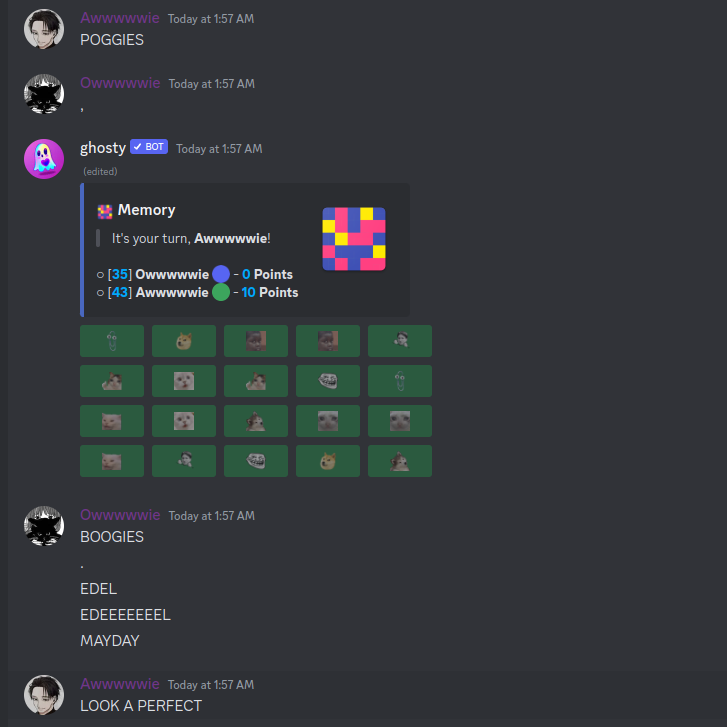 Awwwwwie Today at 1:57 AM
POGGIES
Owwwwwie Today at 1:57 AM
,
ghosty ✓ BOT Today at 1:57 AM
(edited)
Memory
It's your turn, Awwwwwie!
○ [35] Owwwwwie - 0 Points
○ [43] Awwwwwie - 10 Points
Owwwwwie Today at 1:57 AM
BOOGIES
.
EDEL
EDEEEEEEEL
MAYDAY
Awwwwwie Today at 1:57 AM
LOOK A PERFECT